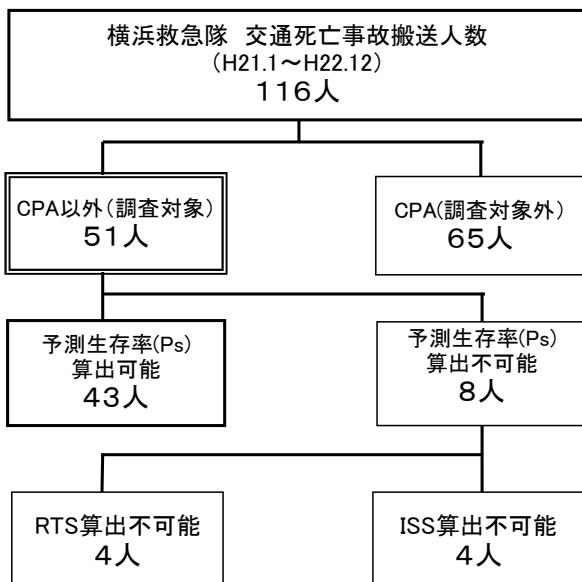 横浜救急隊 交通死亡事故搬送人数
（H21.1～H22.12）
116人
CPA以外（調査対象）
51人
CPA(調査対象外）
65人
予測生存率(Ps)
算出可能
43人
予測生存率(Ps)
算出不可能
8人
RTS算出不可能
4人
ISS算出不可能
4人